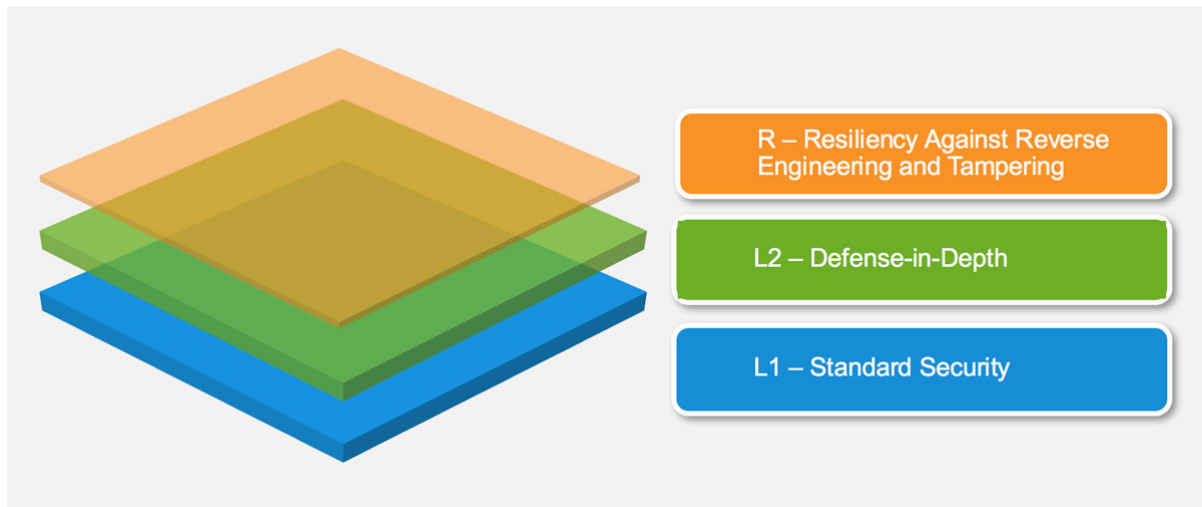 R – Resiliency Against Reverse
Engineering and Tampering
L2 – Defense-in-Depth
L1 – Standard Security